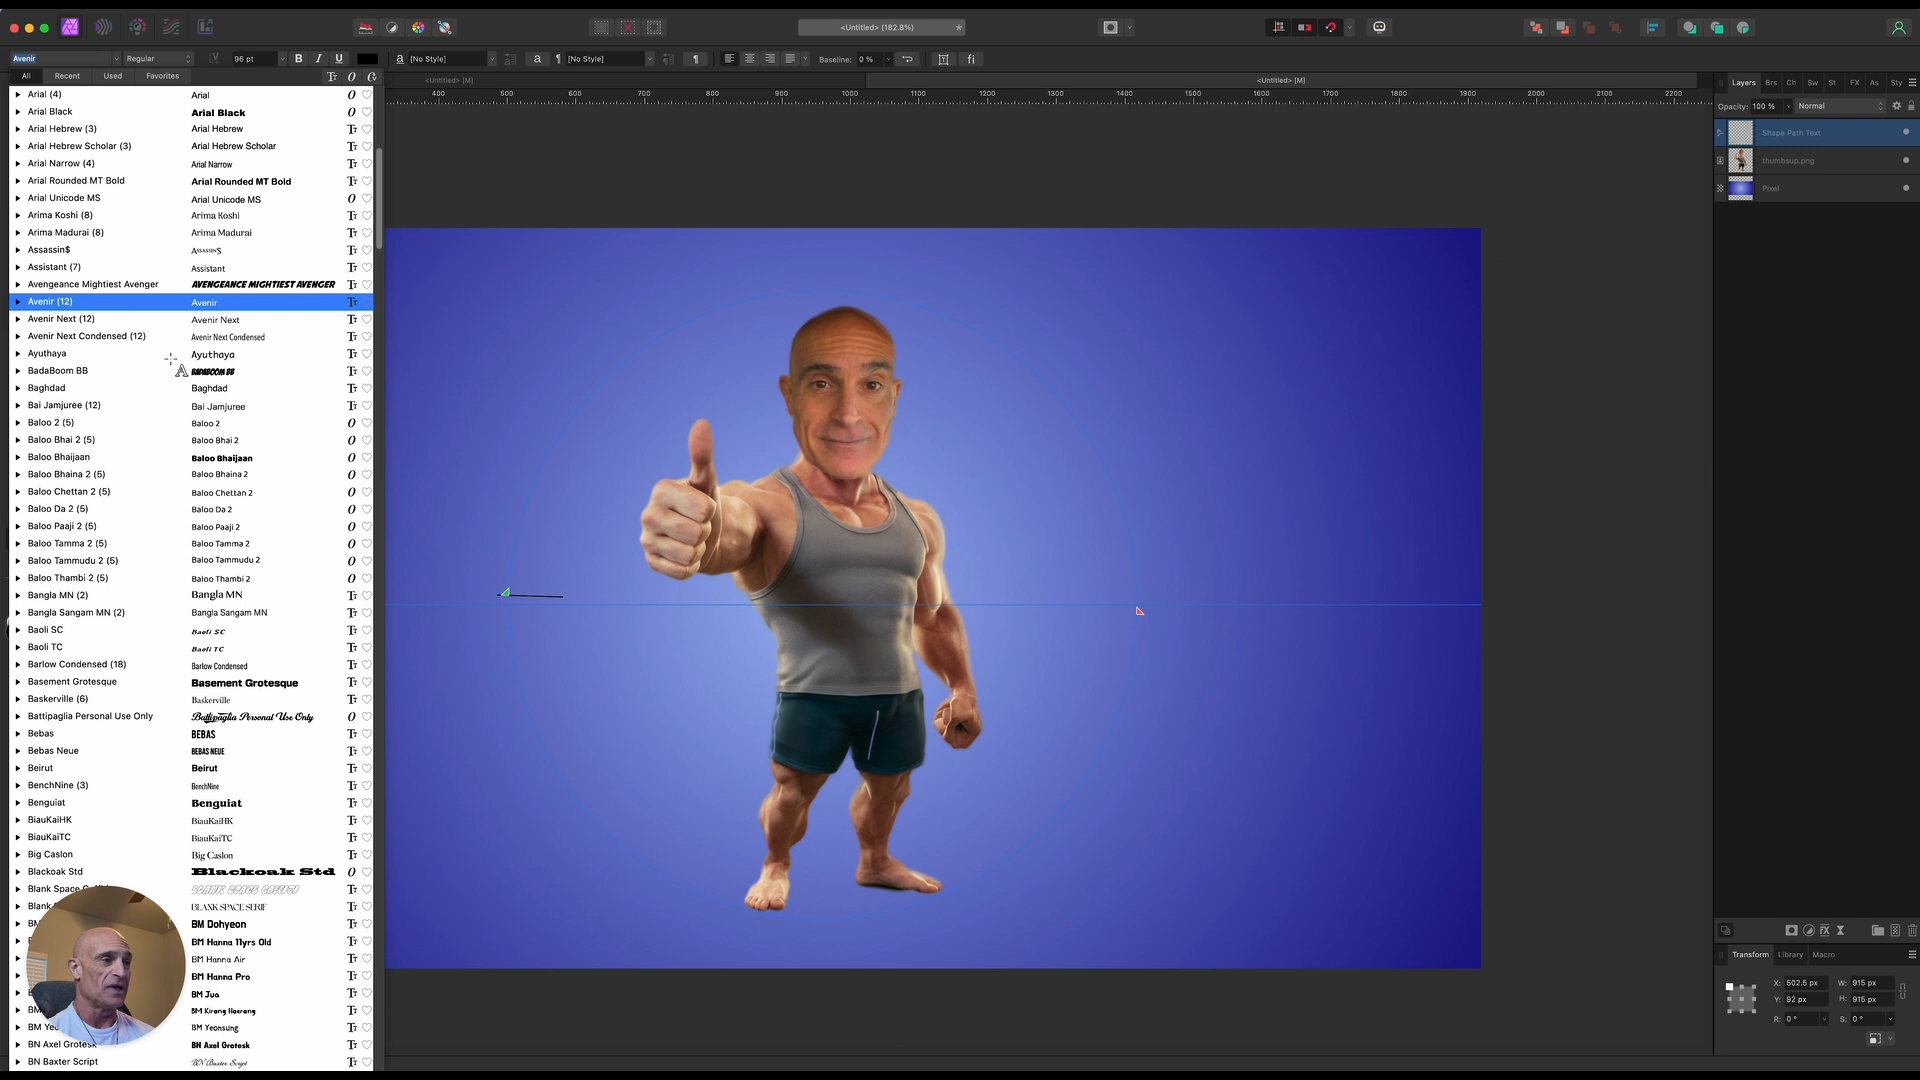 <Untitled> (182.8%)
Avenir
Regular
96 pt
B I U
a [No Style]
a ¶ [No Style]
¶
Baseline: 0 %
fi
All Recent Used Favorites
<Untitled> [M]
<Untitled> [M]
400 500 600 700 800 900 1000 1100 1200 1300 1400 1500 1600 1700 1800 1900 2000 2100 2200
Arial (4) Arial
Arial Black Arial Black
Arial Hebrew (3) Arial Hebrew
Arial Hebrew Scholar (3) Arial Hebrew Scholar
Arial Narrow (4) Arial Narrow
Arial Rounded MT Bold Arial Rounded MT Bold
Arial Unicode MS Arial Unicode MS
Arima Koshi (8) Arima Koshi
Arima Madurai (8) Arima Madurai
Assassin$ Assassin$
Assistant (7) Assistant
Avengeance Mightiest Avenger AVENGEANCE MIGHTIEST AVENGER
Avenir (12) Avenir
Avenir Next (12) Avenir Next
Avenir Next Condensed (12) Avenir Next Condensed
Ayuthaya Ayuthaya
BadaBoom BB BADABOOM BB
Baghdad Baghdad
Bai Jamjuree (12) Bai Jamjuree
Baloo 2 (5) Baloo 2
Baloo Bhai 2 (5) Baloo Bhai 2
Baloo Bhaijaan Baloo Bhaijaan
Baloo Bhaina 2 (5) Baloo Bhaina 2
Baloo Chettan 2 (5) Baloo Chettan 2
Baloo Da 2 (5) Baloo Da 2
Baloo Paaji 2 (5) Baloo Paaji 2
Baloo Tamma 2 (5) Baloo Tamma 2
Baloo Tammudu 2 (5) Baloo Tammudu 2
Baloo Thambi 2 (5) Baloo Thambi 2
Bangla MN (2) Bangla MN
Bangla Sangam MN (2) Bangla Sangam MN
Baoli SC Baoli SC
Baoli TC Baoli TC
Barlow Condensed (18) Barlow Condensed
Basement Grotesque Basement Grotesque
Baskerville (6) Baskerville
Battipaglia Personal Use Only Battipaglia Personal Use Only
Bebas BEBAS
Bebas Neue BEBAS NEUE
Beirut Beirut
BenchNine (3) BenchNine
Benguiat Benguiat
BiauKaiHK BiauKaiHK
BiauKaiTC BiauKaiTC
Big Caslon Big Caslon
Blackoak Std Blackoak Std
Blank Space
BLANK SPACE SERIF
BM Dohyeon
BM Hanna 11yrs Old
BM Hanna Air
BM Hanna Pro
BM Jua
BM Kirang Haerang
BM Yeonsung
BN Axel Grotesk BN Axel Grotesk
BN Baxter Script BN Baxter Script
Layers Brs Ch Sw St FX As Sty
Opacity: 100 % Normal
Shape Path Text
thumbsup.png
Pixel
Transform Library Macro
X: 502.5 px W: 915 px
Y: 92 px H: 915 px
R: 0 ° S: 0 °